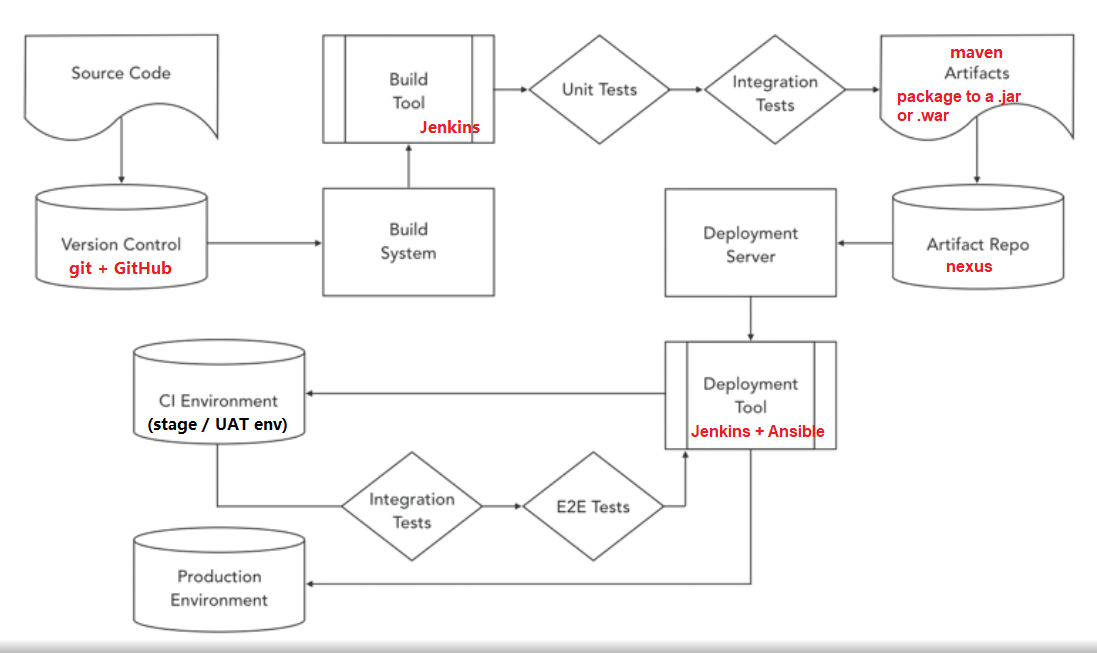 Source Code
Build
Tool
Jenkins
Unit Tests
Integration
Tests
maven
Artifacts
package to a .jar
or .war
Version Control
git + GitHub
Build
System
Deployment
Server
Artifact Repo
nexus
CI Environment
(stage / UAT env)
Deployment
Tool
Jenkins + Ansible
Integration
Tests
E2E Tests
Production
Environment